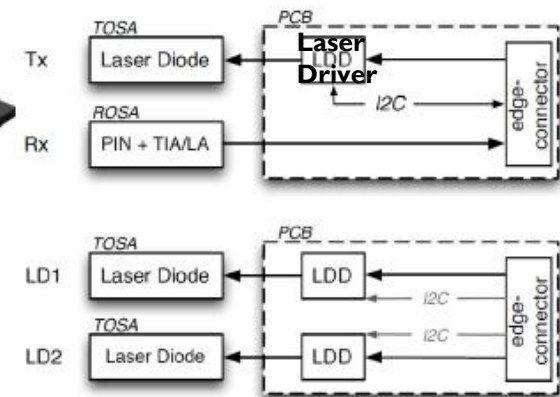 TOSA
PCB
Tx
Laser Diode
Laser
LDD
Driver
I2C
edge-
connector
ROSA
Rx
PIN + TIA/LA
TOSA
PCB
LD1
Laser Diode
LDD
I2C
TOSA
I2C
edge-
connector
LD2
Laser Diode
LDD